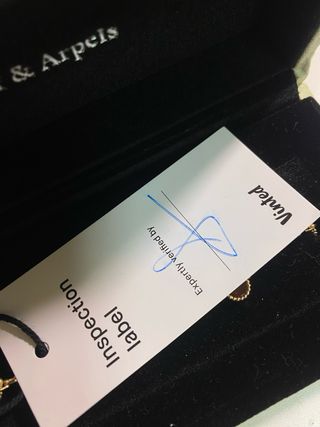 & Arpels
Inspection
label
Expertly Verified by
Vinted